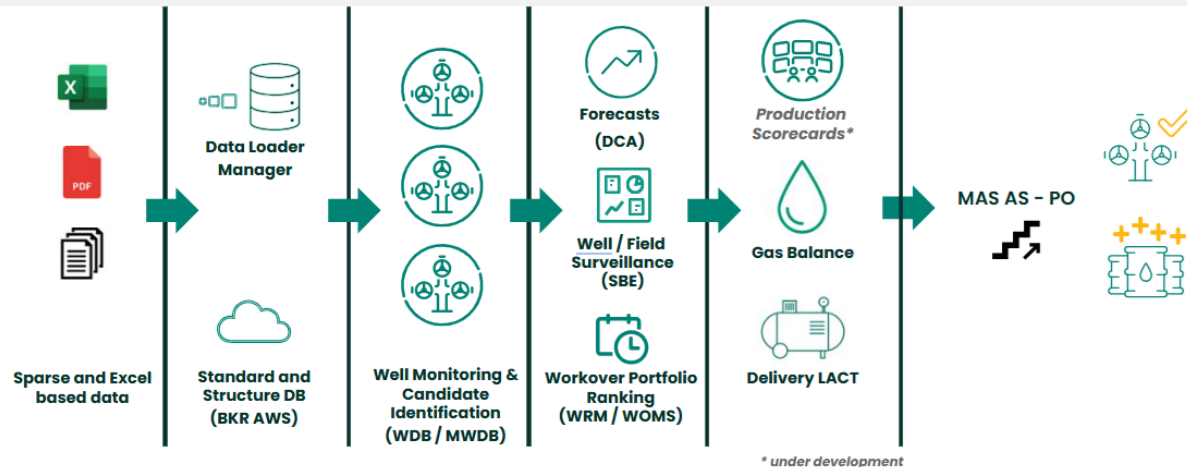 X
PDF
Sparse and Excel
based data
Data Loader
Manager
Standard and
Structure DB
(BKR AWS)
Well Monitoring &
Candidate
Identification
(WDB / MWDB)
Forecasts
(DCA)
Well / Field
Surveillance
(SBE)
Workover Portfolio
Ranking
(WRM / WOMS)
Production
Scorecards*
Gas Balance
Delivery LACT
MAS AS - PO
* under development